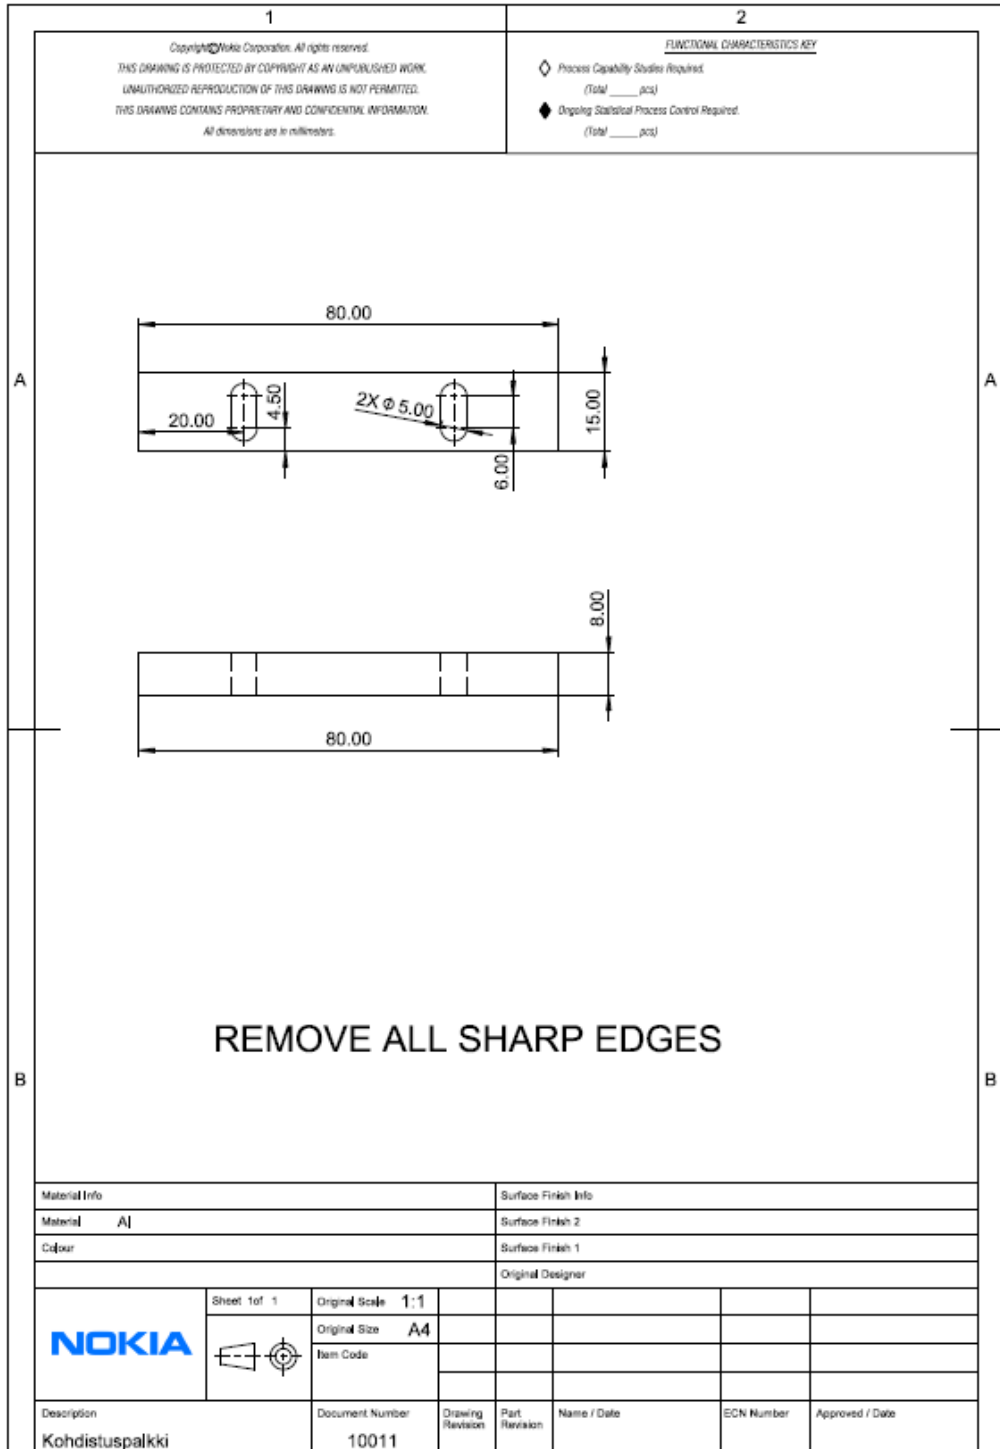 1
2
Copyright©Nokia Corporation. All rights reserved.
THIS DRAWING IS PROTECTED BY COPYRIGHT AS AN UNPUBLISHED WORK.
UNAUTHORIZED REPRODUCTION OF THIS DRAWING IS NOT PERMITTED.
THIS DRAWING CONTAINS PROPRIETARY AND CONFIDENTIAL INFORMATION.
All dimensions are in millimeters.
FUNCTIONAL CHARACTERISTICS KEY
Process Capability Studies Required.
(Total _____ pcs)
Ongoing Statistical Process Control Required.
(Total _____ pcs)
80.00
A
A
20.00
4.50
2X Φ 5.00
6.00
15.00
8.00
80.00
REMOVE ALL SHARP EDGES
B
B
Material Info
Surface Finish Info
Material Al
Surface Finish 2
Colour
Surface Finish 1
Original Designer
NOKIA
Sheet 1of 1
Original Scale 1:1
Original Size A4
Item Code
Description
Kohdistuspalkki
Document Number
10011
Drawing
Revision
Part
Revision
Name / Date
ECN Number
Approved / Date